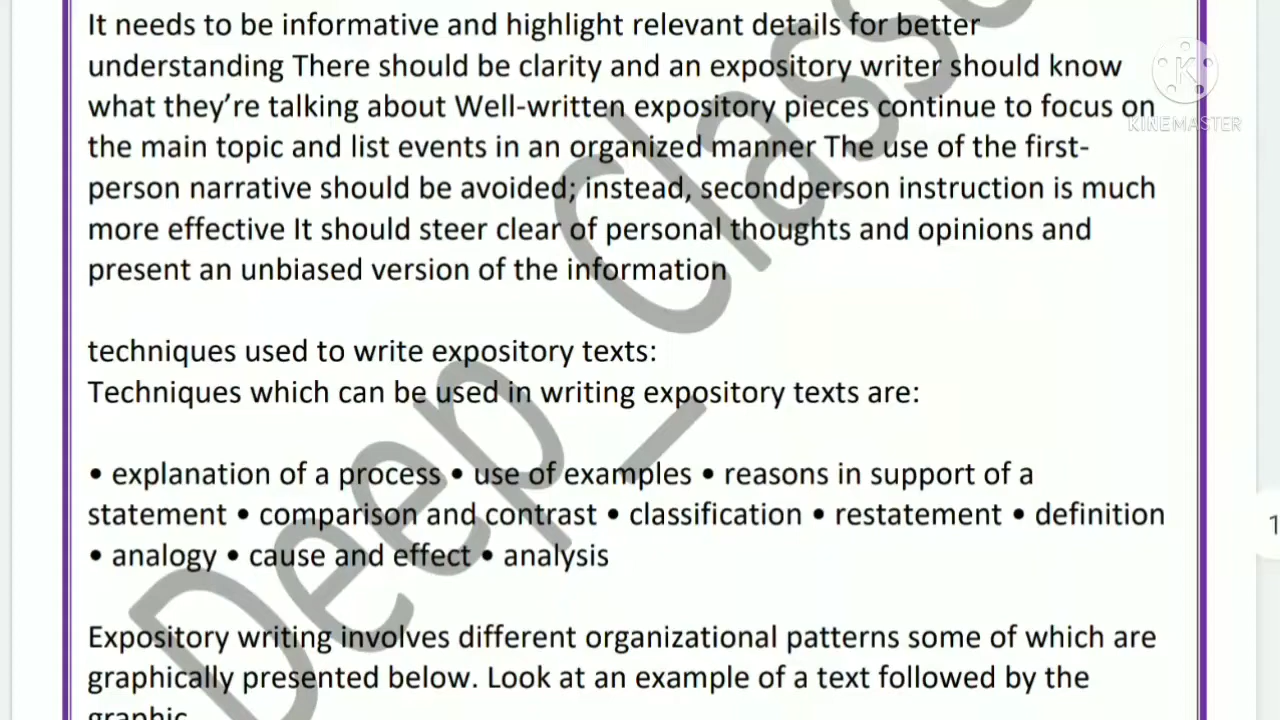 It needs to be informative and highlight relevant details for better
understanding There should be clarity and an expository writer should know
what they're talking about Well-written expository pieces continue to focus on
the main topic and list events in an organized manner The use of the first-
person narrative should be avoided; instead, secondperson instruction is much
more effective It should steer clear of personal thoughts and opinions and
present an unbiased version of the information
techniques used to write expository texts:
Techniques which can be used in writing expository texts are:
• explanation of a process • use of examples • reasons in support of a
statement • comparison and contrast • classification • restatement • definition
• analogy • cause and effect • analysis
Expository writing involves different organizational patterns some of which are
graphically presented below. Look at an example of a text followed by the
graphic
Deep_Classes
K
KINEMASTER
1